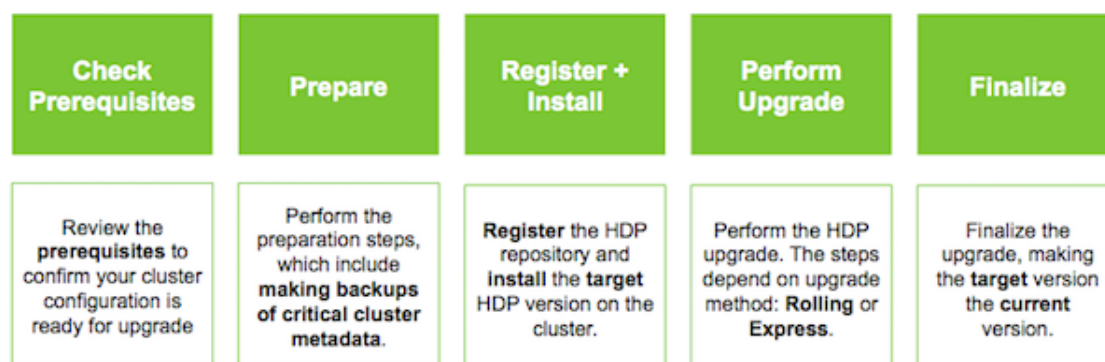 Check
Prerequisites
Prepare
Register +
Install
Perform
Upgrade
Finalize
Review the
prerequisites to
confirm your cluster
configuration is
ready for upgrade
Perform the
preparation steps,
which include
making backups
of critical cluster
metadata.
Register the HDP
repository and
install the target
HDP version on the
cluster.
Perform the HDP
upgrade. The steps
depend on upgrade
method: Rolling or
Express.
Finalize the
upgrade, making
the target version
the current
version.